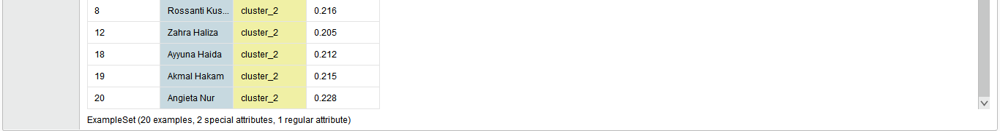 8 Rossanti Kus... cluster_2 0.216
12 Zahra Haliza cluster_2 0.205
18 Ayyuna Haida cluster_2 0.212
19 Akmal Hakam cluster_2 0.215
20 Angieta Nur cluster_2 0.228
ExampleSet (20 examples, 2 special attributes, 1 regular attribute)